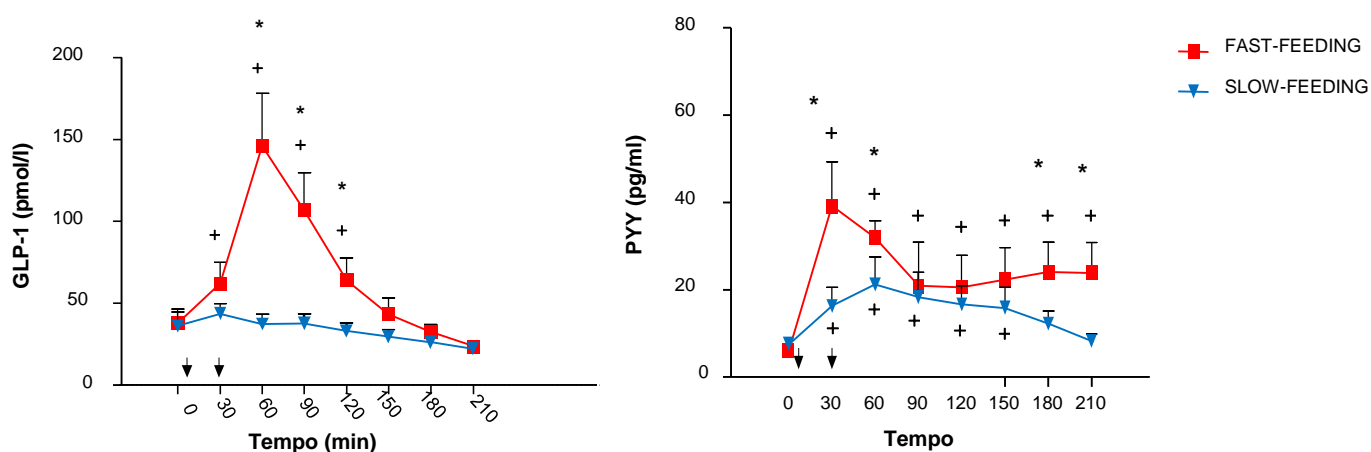 GLP-1 (pmol/l)
200
150
100
50
0
* + * + * + * +
0 30 60 90 120 150 180 210
Tempo (min)
PYY (pg/ml)
80
60
40
20
0
* + * + + + + * + * +
+ + + + +
0 30 60 90 120 150 180 210
Tempo
FAST-FEEDING
SLOW-FEEDING